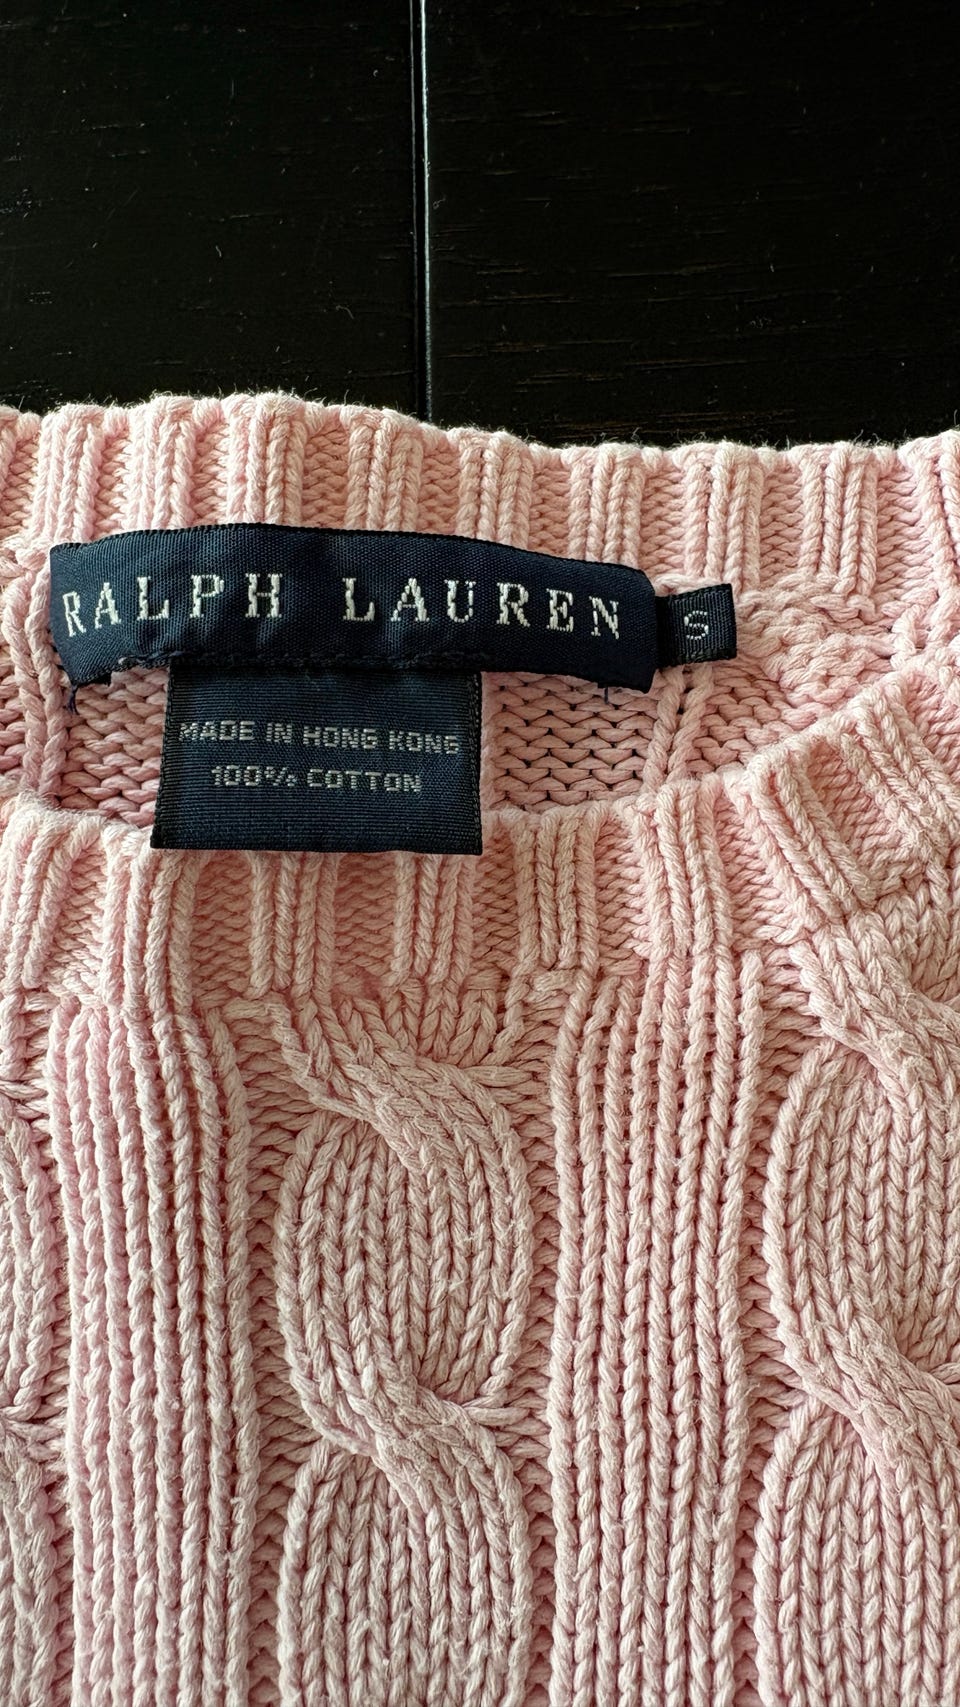 RALPH LAUREN
S
MADE IN HONG KONG
100% COTTON